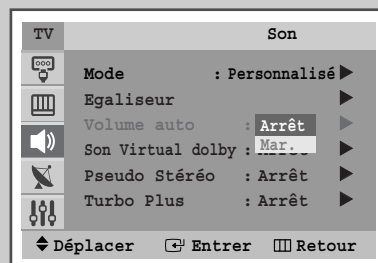 TV Son
Mode : Personnalisé
Egaliseur
Volume auto : Arrêt
Mar.
Son Virtual dolby :
Pseudo Stéréo : Arrêt
Turbo Plus : Arrêt
Déplacer Entrer Retour